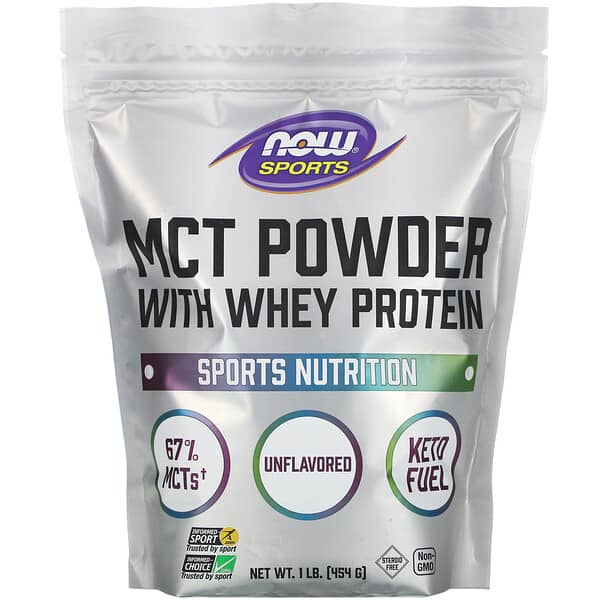 NOW®
SPORTS
MCT POWDER
WITH WHEY PROTEIN
SPORTS NUTRITION
67%
MCTs†
UNFLAVORED
KETO
FUEL
INFORMED-
SPORT
Trusted by sport
INFORMED-
CHOICE
Trusted by sport
STEROID
FREE
Non-
GMO
NET WT. 1 LB. (454 G)